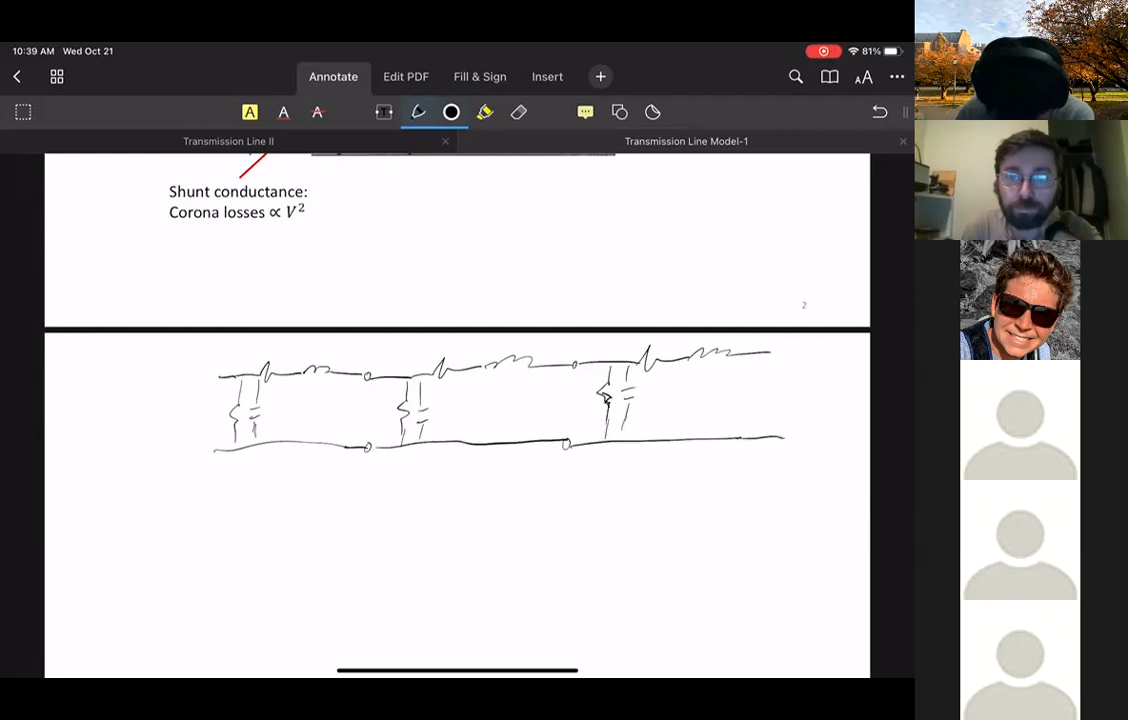 10:39 AM Wed Oct 21
81%
Annotate Edit PDF Fill & Sign Insert
A A A T AA
Transmission Line II
Transmission Line Model-1
Shunt conductance:
Corona losses ∝ V²
2